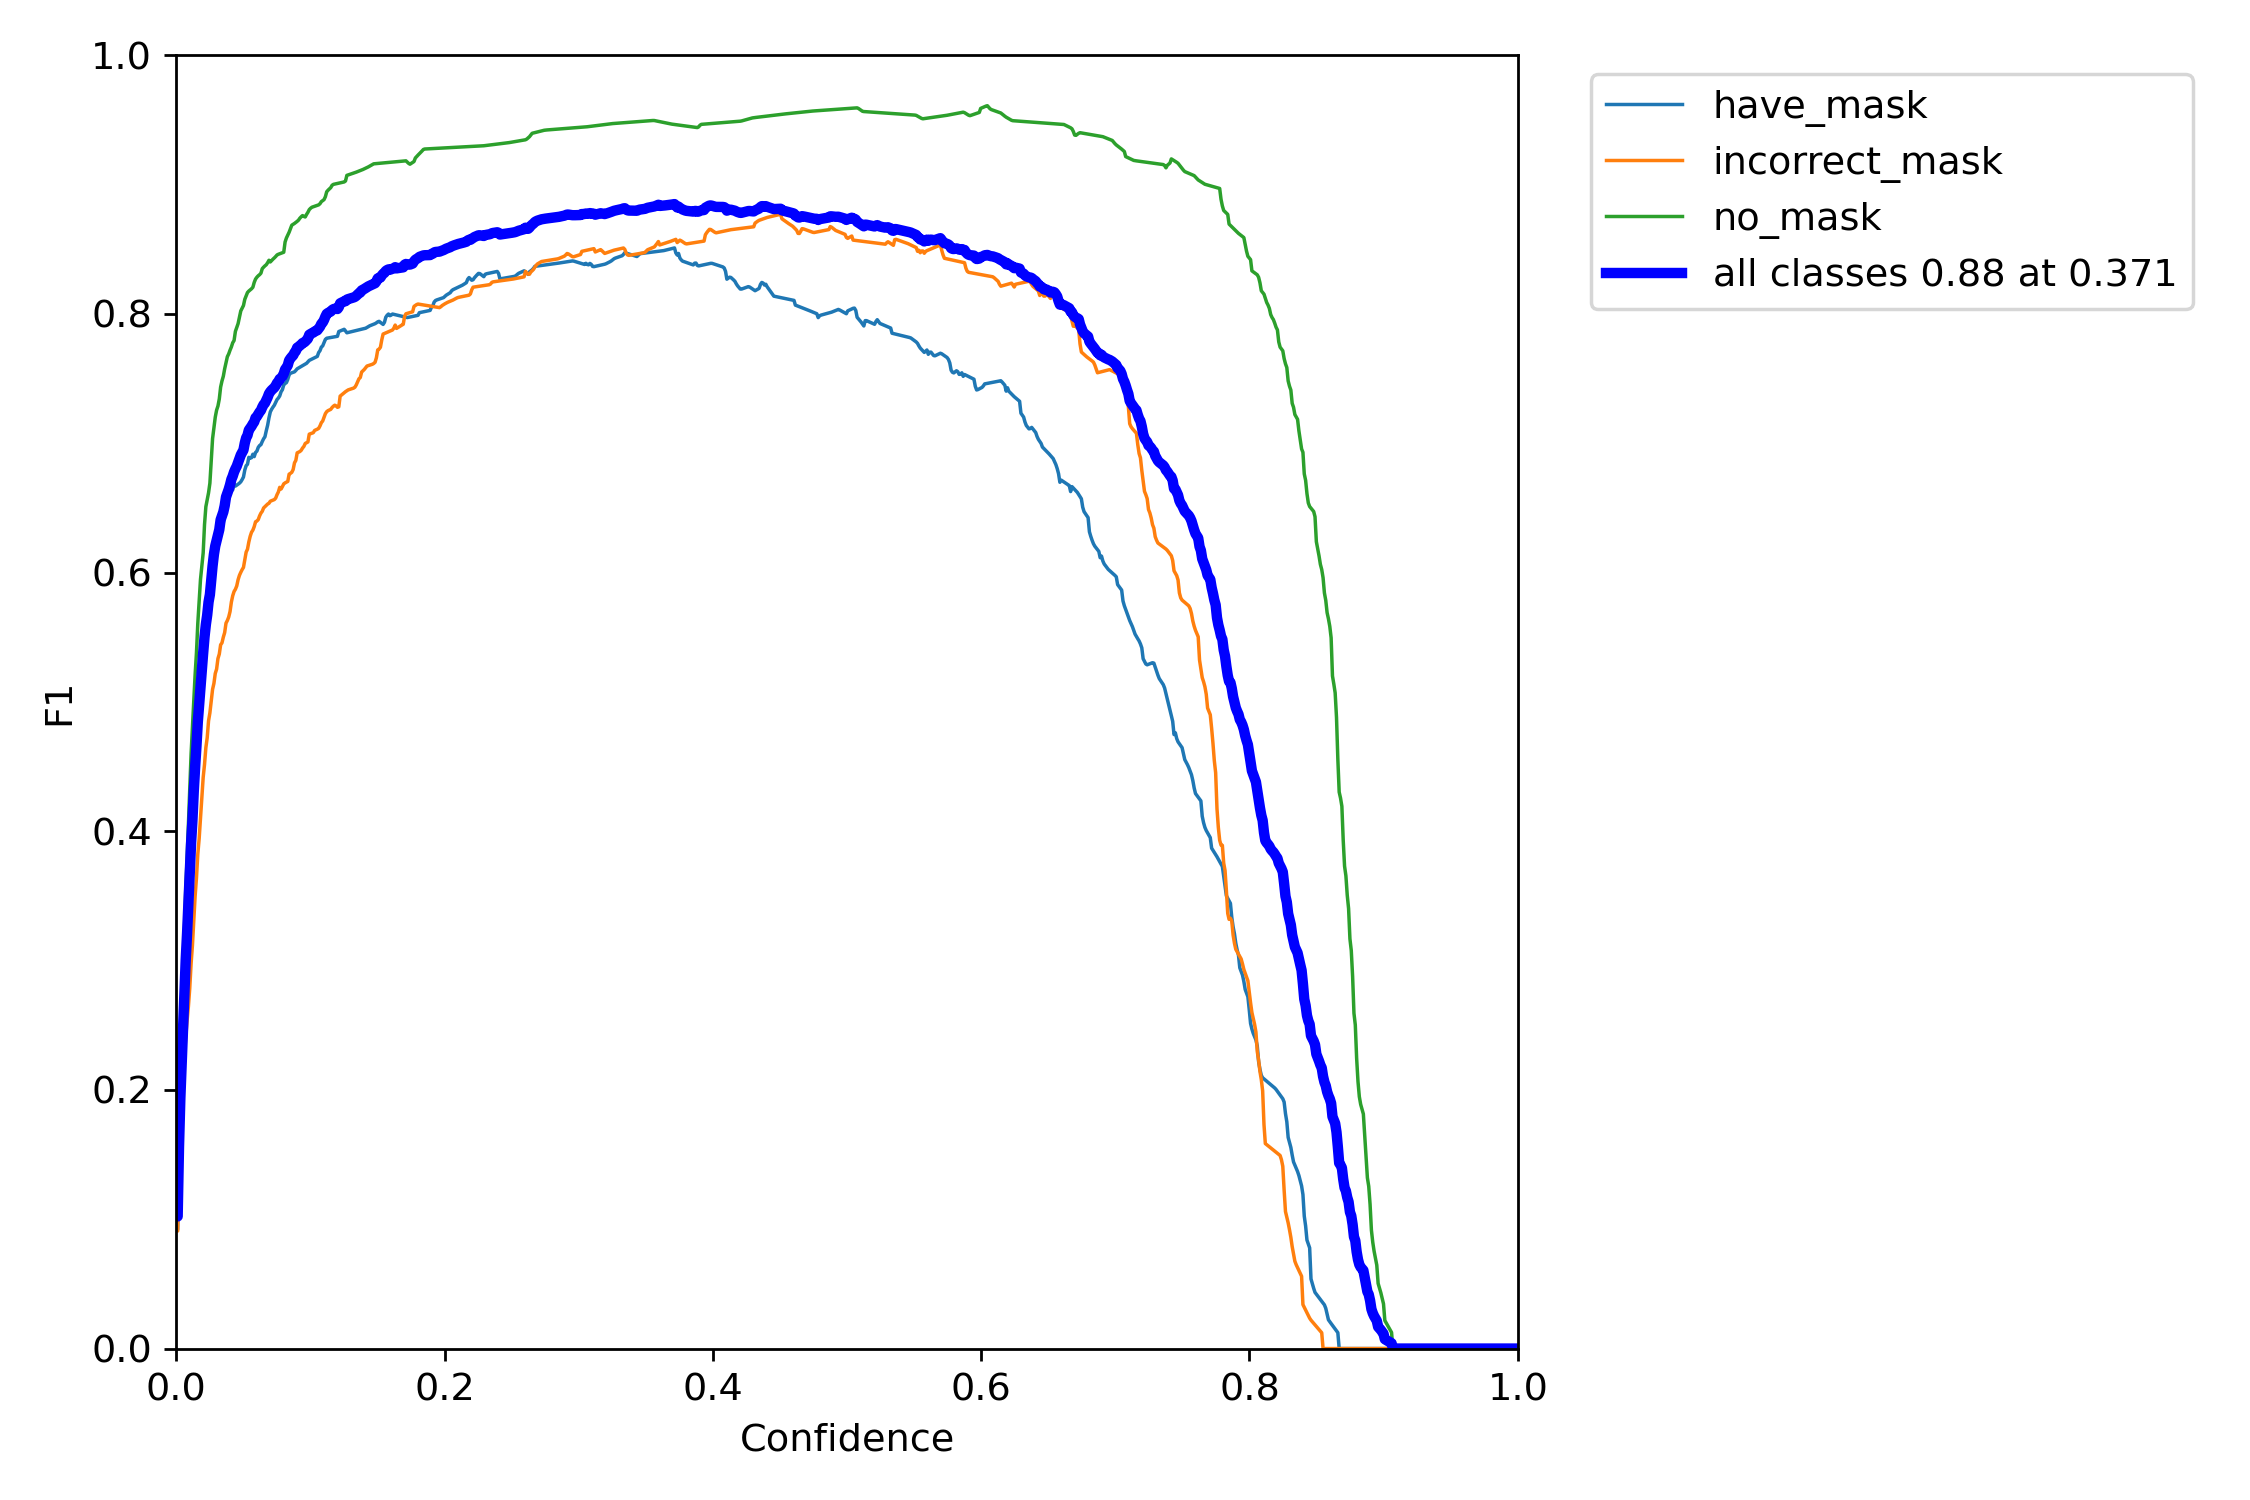 1.0
0.8
0.6
0.4
0.2
0.0
F1
0.0 0.2 0.4 0.6 0.8 1.0
Confidence
have_mask
incorrect_mask
no_mask
all classes 0.88 at 0.371